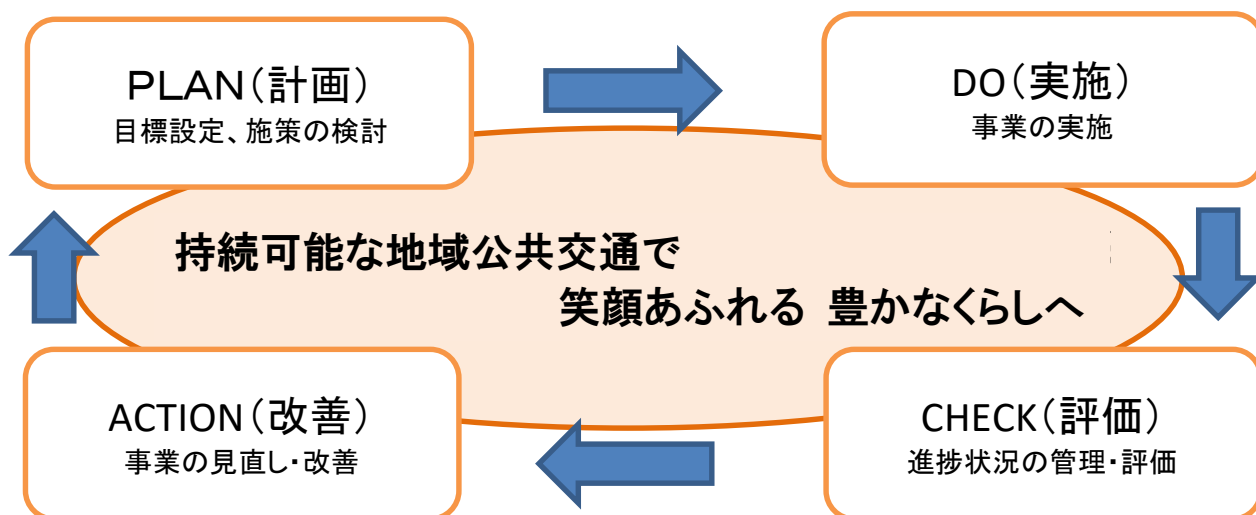 PLAN(計画)
目標設定、施策の検討
DO(実施)
事業の実施
持続可能な地域公共交通で
笑顔あふれる 豊かなくらしへ
ACTION(改善)
事業の見直し・改善
CHECK(評価)
進捗状況の管理・評価